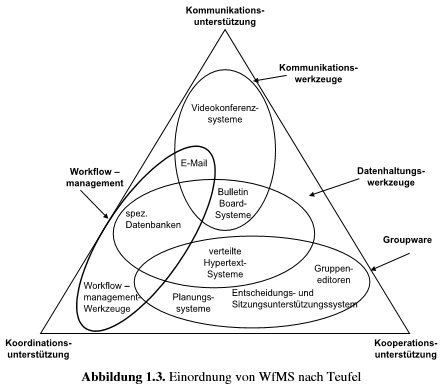 Kommunikations-
unterstützung
Kommunikations-
werkzeuge
Videokonferenz-
systeme
E-Mail
Workflow –
management
Datenhaltungs-
werkzeuge
Bulletin
Board-
Systeme
spez.
Datenbanken
Groupware
verteilte
Hypertext-
Systeme
Gruppen-
editoren
Workflow –
management-
Werkzeuge
Planungs-
systeme
Entscheidungs- und
Sitzungsunterstützungssystem
Koordinations-
unterstützung
Kooperations-
unterstützung
Abbildung 1.3. Einordnung von WfMS nach Teufel